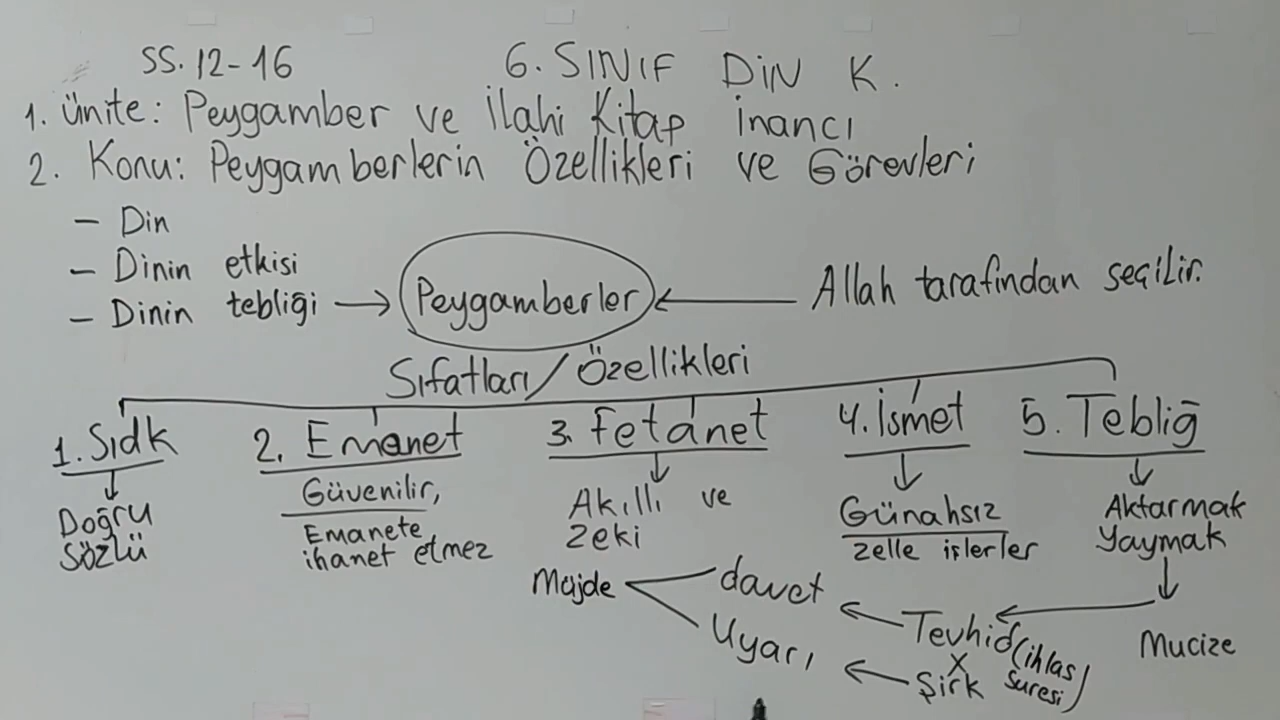 SS. 12-16
6. SINIF DİN K.
1. Ünite: Peygamber ve İlahi Kitap İnancı
2. Konu: Peygamberlerin Özellikleri ve Görevleri
- Din
- Dinin etkisi
- Dinin tebliği → Peygamberler ← Allah tarafından seçilir.
Sıfatları/Özellikleri
1. Sıdk
Doğru
sözlü
2. Emanet
Güvenilir,
Emanete
ihanet etmez
3. Fetanet
Akıllı ve
zeki
4. İsmet
Günahsız
zelle işlerler
5. Tebliğ
Aktarmak
Yaymak
Müjde
davet
Uyarı
Tevhid (ihlas
suresi)
X
Şirk
Mucize